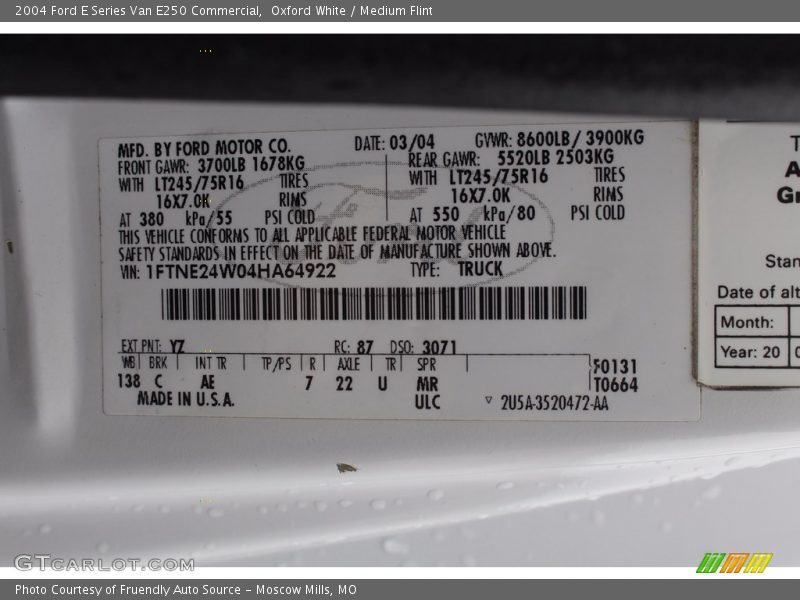 2004 Ford E Series Van E250 Commercial, Oxford White / Medium Flint
MFD. BY FORD MOTOR CO.
DATE: 03/04 GVWR: 8600LB / 3900KG
FRONT GAWR: 3700LB 1678KG
REAR GAWR: 5520LB 2503KG
WITH LT245/75R16 TIRES
WITH LT245/75R16 TIRES
16X7.0K RIMS
16X7.0K RIMS
AT 380 kPa/55 PSI COLD
AT 550 kPa/80 PSI COLD
THIS VEHICLE CONFORMS TO ALL APPLICABLE FEDERAL MOTOR VEHICLE
SAFETY STANDARDS IN EFFECT ON THE DATE OF MANUFACTURE SHOWN ABOVE.
VIN: 1FTNE24W04HA64922 TYPE: TRUCK
EXT PNT: YZ RC: 87 DSO: 3071
WB BRK INT TR TP/PS R AXLE TR SPR F0131
138 C AE 7 22 U MR T0664
MADE IN U.S.A. ULC ▽ 2U5A-3520472-AA
Date of alt
Month:
Year: 20
GTCARLOT.COM
Photo Courtesy of Fruendly Auto Source - Moscow Mills, MO